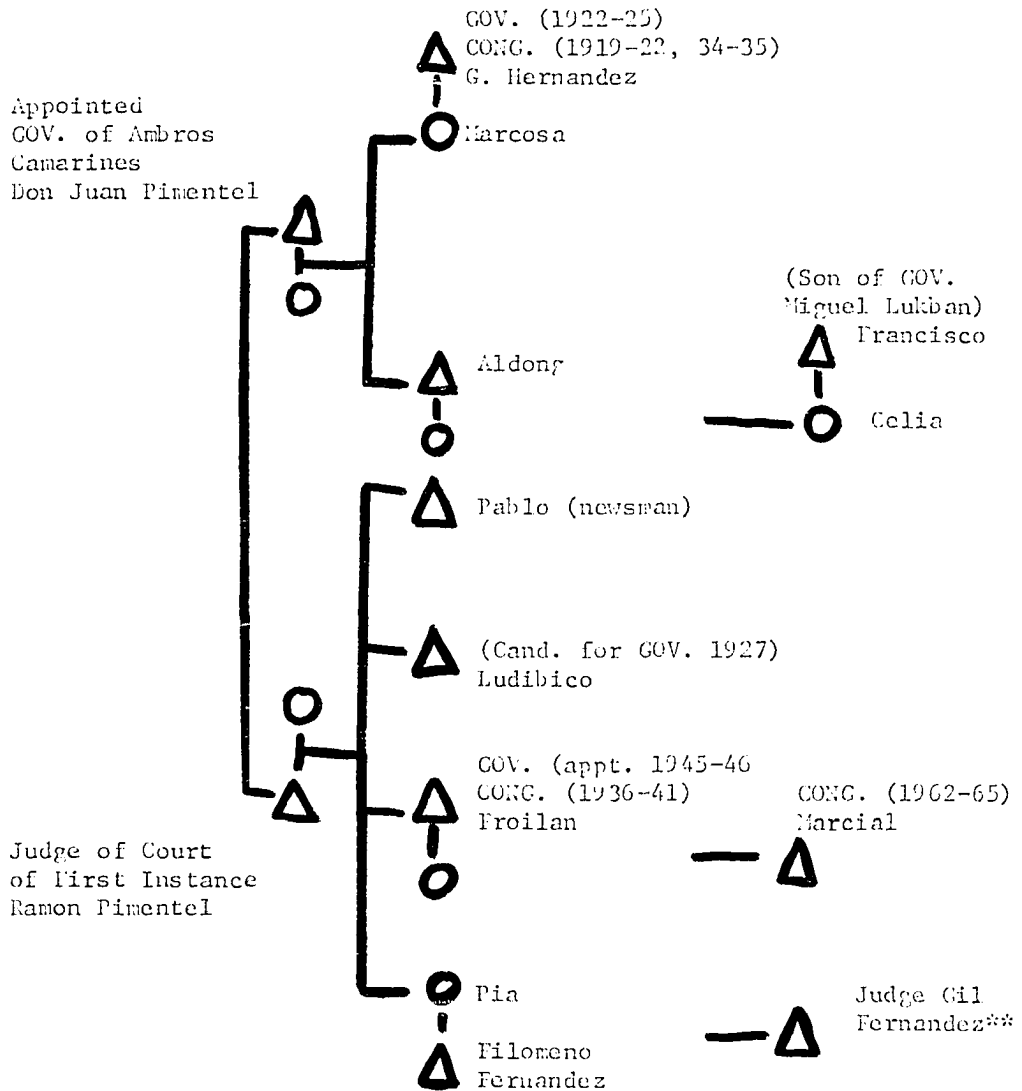 GOV. (1922-25)
CONG. (1919-22, 34-35)
G. Hernandez
Marcosa
Appointed
GOV. of Ambros
Camarines
Don Juan Pimentel
(Son of GOV.
Miguel Lukban)
Francisco
Celia
Aldong
Pablo (newsman)
(Cand. for GOV. 1927)
Ludibico
GOV. (appt. 1945-46
CONG. (1936-41)
Froilan
CONG. (1962-65)
Marcial
Judge of Court
of First Instance
Ramon Pimentel
Pia
Filomeno
Fernandez
Judge Gil
Fernandez**